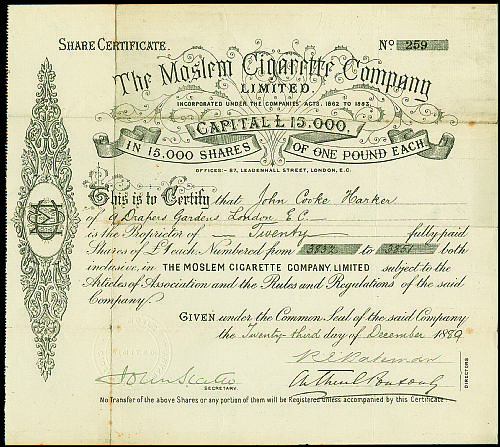 SHARE CERTIFICATE.
No 259
The Moslem Cigarette Company
LIMITED.
INCORPORATED UNDER THE COMPANIES' ACTS, 1862 TO 1883.
CAPITAL £15,000.
IN 15,000 SHARES OF ONE POUND EACH
OFFICES:- 87, LEADENHALL STREET, LONDON, E.C.
This is to Certify that John Cooke Harker
of 9 Drapers Gardens London E.C.
is the Proprietor of Twenty fully paid
Shares of £1 each, Numbered from 3832 to 3851 both
inclusive, in THE MOSLEM CIGARETTE COMPANY, LIMITED subject to the
Articles of Association and the Rules and Regulations of the said
Company.
GIVEN under the Common Seal of the said Company
the Twenty third day of December 1889
SECRETARY.
DIRECTORS
No Transfer of the above Shares or any portion of them will be Registered unless accompanied by this Certificate